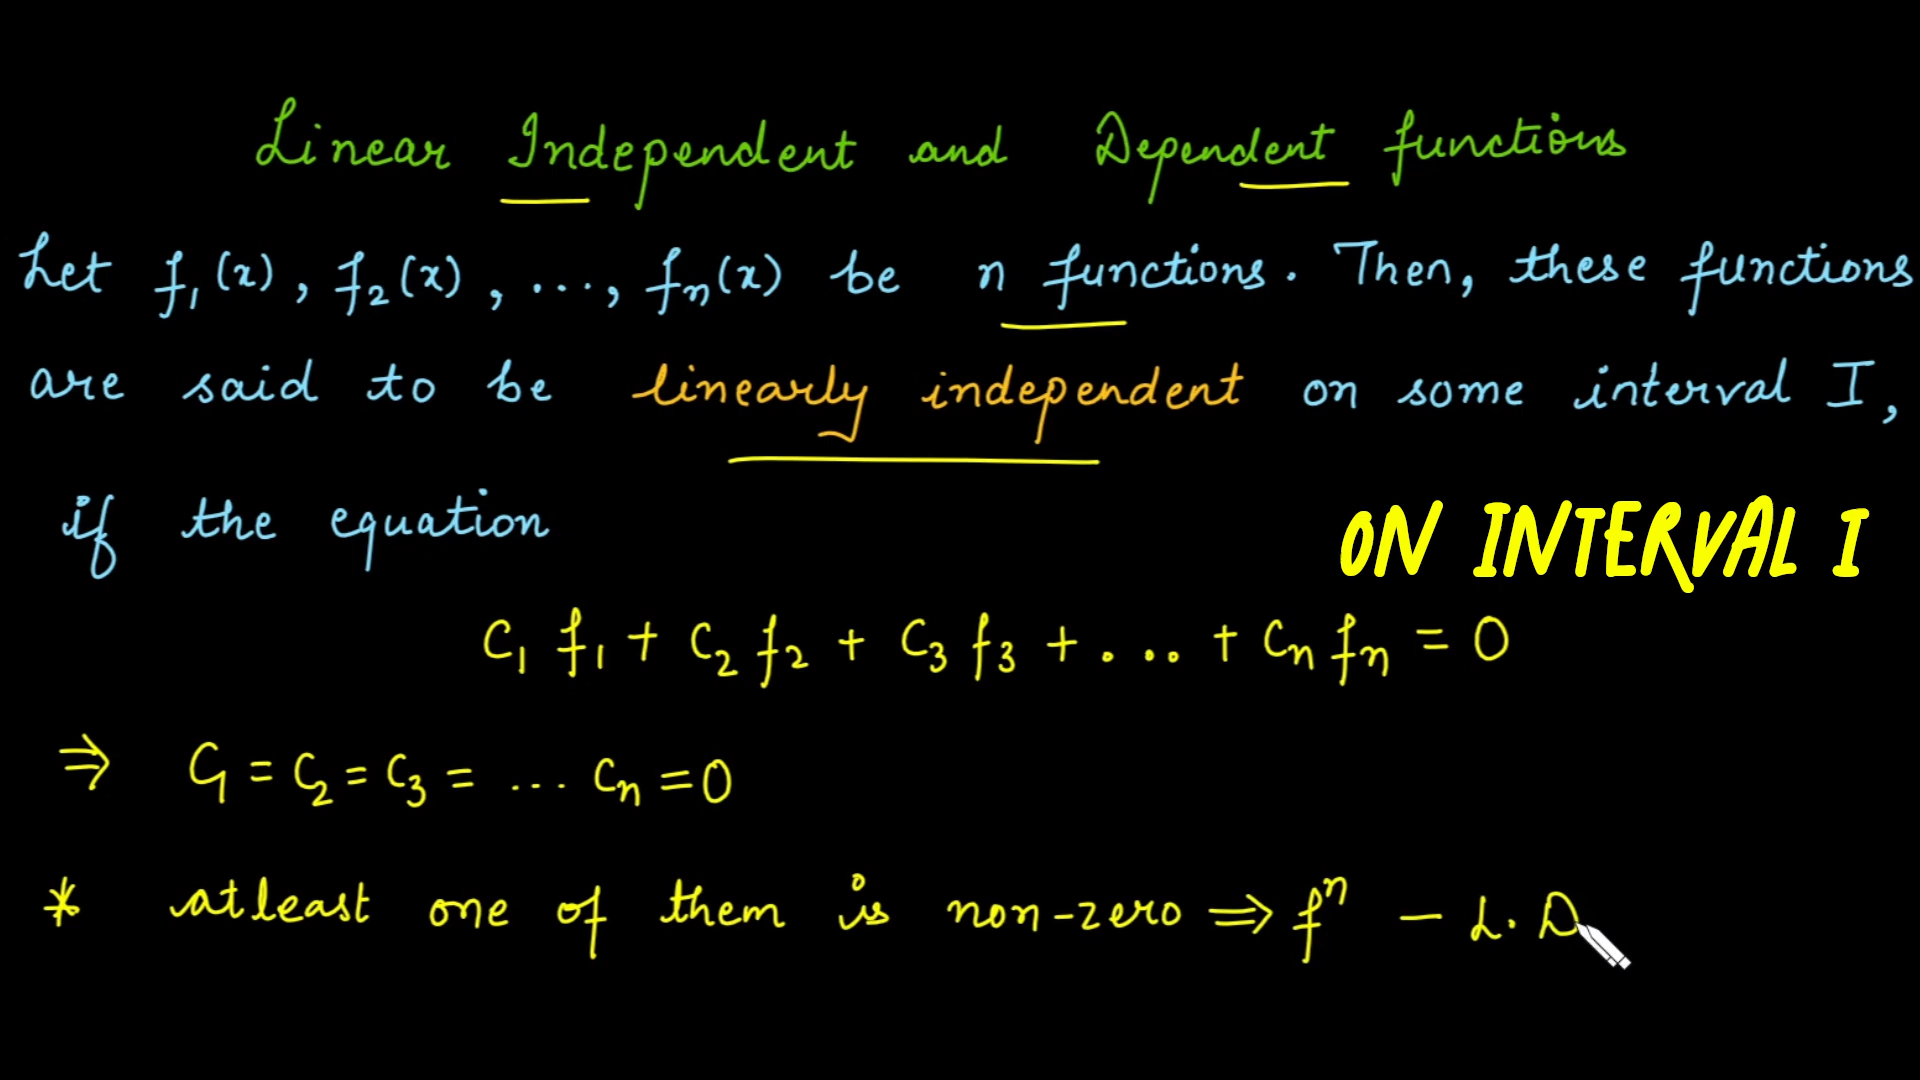 Linear Independent and Dependent functions
Let f₁(x), f₂(x), ..., fₙ(x) be n functions. Then, these functions
are said to be linearly independent on some interval I,
if the equation
ON INTERVAL I
C₁ f₁ + C₂ f₂ + C₃ f₃ + . ... + Cₙ fₙ = 0
⇒ C₁ = C₂ = C₃ = ... Cₙ = 0
* atleast one of them is non-zero ⇒ fⁿ - L.D